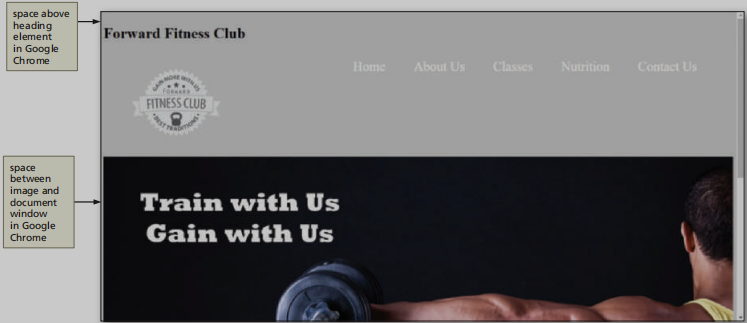 space above
heading
element
in Google
Chrome
Forward Fitness Club
Home About Us Classes Nutrition Contact Us
GAIN MORE WITH US
FORWARD
FITNESS CLUB
BEST TRADITIONS
space
between
image and
document
window
in Google
Chrome
Train with Us
Gain with Us